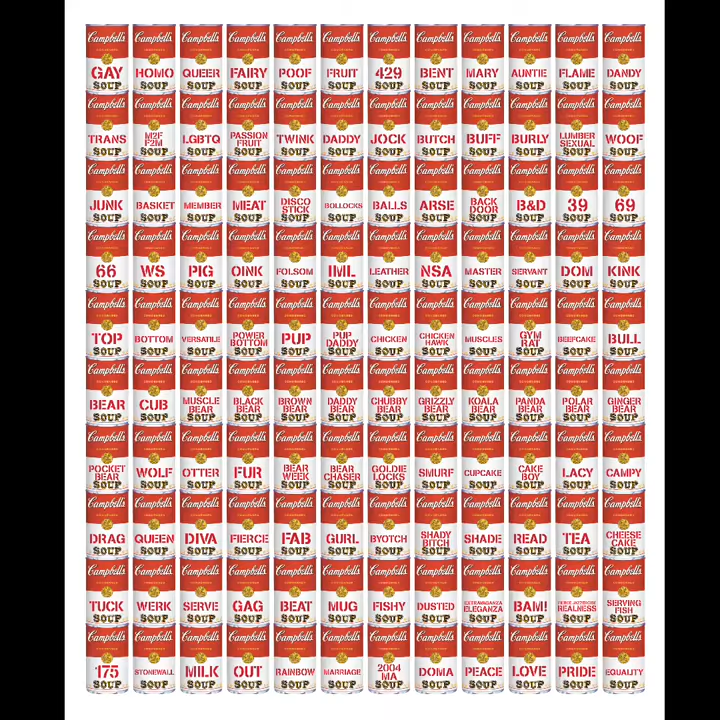 Campbell's Campbell's Campbell's Campbell's Campbell's Campbell's Campbell's Campbell's Campbell's Campbell's Campbell's Campbell's
GAY HOMO QUEER FAIRY POOF FRUIT 429 BENT MARY AUNTIE FLAME DANDY
SOUP SOUP SOUP SOUP SOUP SOUP SOUP SOUP SOUP SOUP SOUP SOUP
Campbell's Campbell's Campbell's Campbell's Campbell's Campbell's Campbell's Campbell's Campbell's Campbell's Campbell's Campbell's
TRANS M2F F2M LGBTQ PASSION FRUIT TWINK DADDY JOCK BUTCH BUFF BURLY LUMBER SEXUAL WOOF
SOUP SOUP SOUP SOUP SOUP SOUP SOUP SOUP SOUP SOUP SOUP SOUP
Campbell's Campbell's Campbell's Campbell's Campbell's Campbell's Campbell's Campbell's Campbell's Campbell's Campbell's Campbell's
JUNK BASKET MEMBER MEAT DISCO STICK BOLLOCKS BALLS ARSE BACK DOOR B&D 39 69
SOUP SOUP SOUP SOUP SOUP SOUP SOUP SOUP SOUP SOUP SOUP SOUP
Campbell's Campbell's Campbell's Campbell's Campbell's Campbell's Campbell's Campbell's Campbell's Campbell's Campbell's Campbell's
66 WS PIG OINK FOLSOM IML LEATHER NSA MASTER SERVANT DOM KINK
SOUP SOUP SOUP SOUP SOUP SOUP SOUP SOUP SOUP SOUP SOUP SOUP
Campbell's Campbell's Campbell's Campbell's Campbell's Campbell's Campbell's Campbell's Campbell's Campbell's Campbell's Campbell's
TOP BOTTOM VERSATILE POWER BOTTOM PUP PUP DADDY CHICKEN CHICKEN HAWK MUSCLES GYM RAT BEEFCAKE BULL
SOUP SOUP SOUP SOUP SOUP SOUP SOUP SOUP SOUP SOUP SOUP SOUP
Campbell's Campbell's Campbell's Campbell's Campbell's Campbell's Campbell's Campbell's Campbell's Campbell's Campbell's Campbell's
BEAR CUB MUSCLE BEAR BLACK BEAR BROWN BEAR DADDY BEAR CHUBBY BEAR GRIZZLY BEAR KOALA BEAR PANDA BEAR POLAR BEAR GINGER BEAR
SOUP SOUP SOUP SOUP SOUP SOUP SOUP SOUP SOUP SOUP SOUP SOUP
Campbell's Campbell's Campbell's Campbell's Campbell's Campbell's Campbell's Campbell's Campbell's Campbell's Campbell's Campbell's
POCKET BEAR WOLF OTTER FUR BEAR WEEK BEAR CHASER GOLDIE LOCKS SMURF CUPCAKE CAKE BOY LACY CAMPY
SOUP SOUP SOUP SOUP SOUP SOUP SOUP SOUP SOUP SOUP SOUP SOUP
Campbell's Campbell's Campbell's Campbell's Campbell's Campbell's Campbell's Campbell's Campbell's Campbell's Campbell's Campbell's
DRAG QUEEN DIVA FIERCE FAB GURL BYOTCH SHADY BITCH SHADE READ TEA CHEESE CAKE
SOUP SOUP SOUP SOUP SOUP SOUP SOUP SOUP SOUP SOUP SOUP SOUP
Campbell's Campbell's Campbell's Campbell's Campbell's Campbell's Campbell's Campbell's Campbell's Campbell's Campbell's Campbell's
TUCK WERK SERVE GAG BEAT MUG FISHY DUSTED EXTRAVAGANZA ELEGANZA BAM! REALNESS SERVING FISH
SOUP SOUP SOUP SOUP SOUP SOUP SOUP SOUP SOUP SOUP SOUP SOUP
Campbell's Campbell's Campbell's Campbell's Campbell's Campbell's Campbell's Campbell's Campbell's Campbell's Campbell's Campbell's
175 STONEWALL MILK OUT RAINBOW MARRIAGE 2004 MA DOMA PEACE LOVE PRIDE EQUALITY
SOUP SOUP SOUP SOUP SOUP SOUP SOUP SOUP SOUP SOUP SOUP SOUP